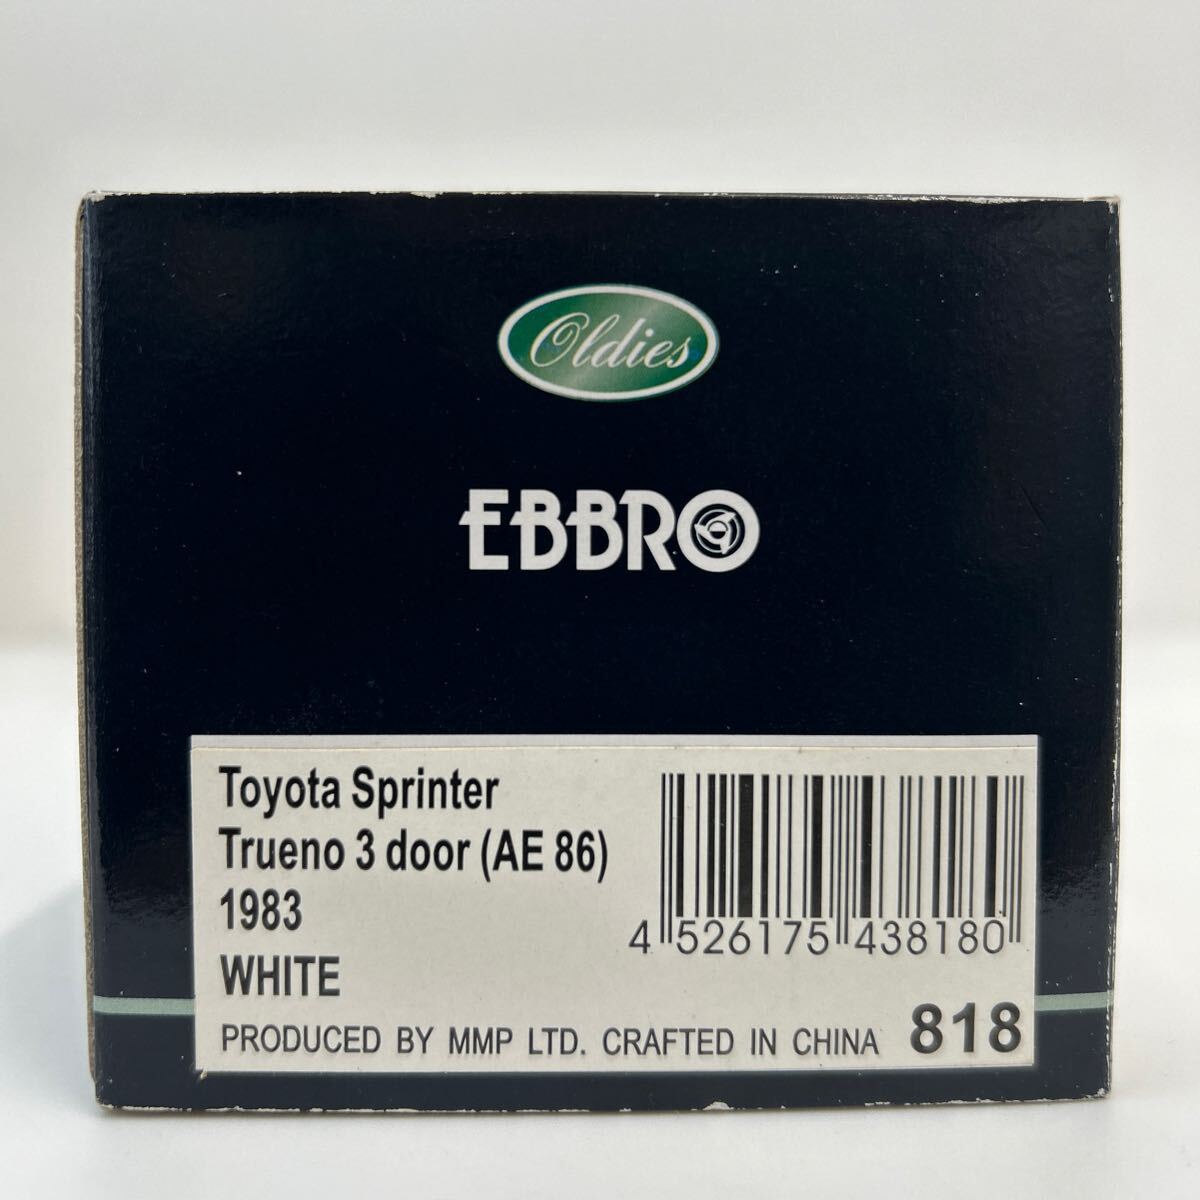 Oldies
EBBRO
Toyota Sprinter
Trueno 3 door (AE 86)
1983
WHITE
4 526175 438180
PRODUCED BY MMP LTD. CRAFTED IN CHINA 818